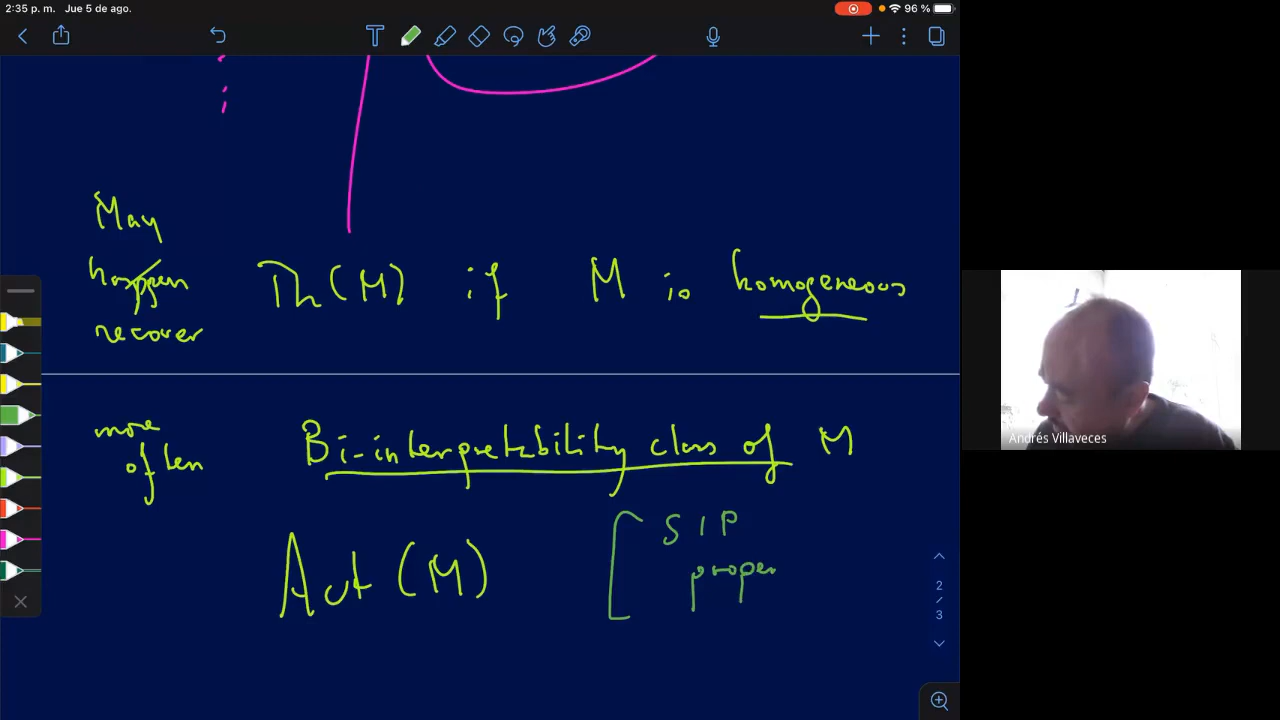 2:35 p. m. Jue 5 de ago.
96 %
T
May
happen
recover
Th(M) if M is homogeneous
more
often
Bi-interpretability class of M
Aut (M)
SIP
proper
2
/
3
Andrés Villaveces